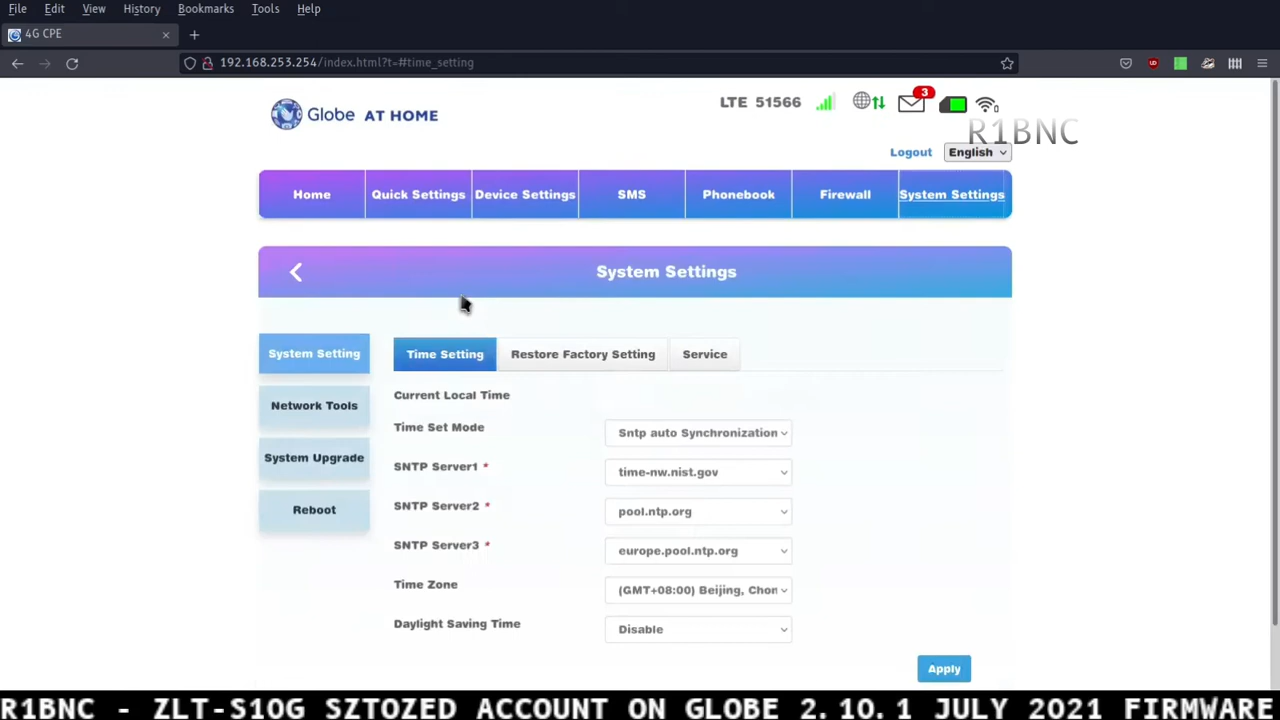 File Edit View History Bookmarks Tools Help
4G CPE
192.168.253.254/index.html?t=#time_setting
Globe AT HOME
LTE 51566
3
R1BNC
Logout English
Home Quick Settings Device Settings SMS Phonebook Firewall System Settings
System Settings
System Setting
Network Tools
System Upgrade
Reboot
Time Setting Restore Factory Setting Service
Current Local Time
Time Set Mode Sntp auto Synchronization
SNTP Server1 * time-nw.nist.gov
SNTP Server2 * pool.ntp.org
SNTP Server3 * europe.pool.ntp.org
Time Zone (GMT+08:00) Beijing, Chon
Daylight Saving Time Disable
Apply
R1BNC - ZLT-S10G SZTOZED ACCOUNT ON GLOBE 2.10.1 JULY 2021 FIRMWARE